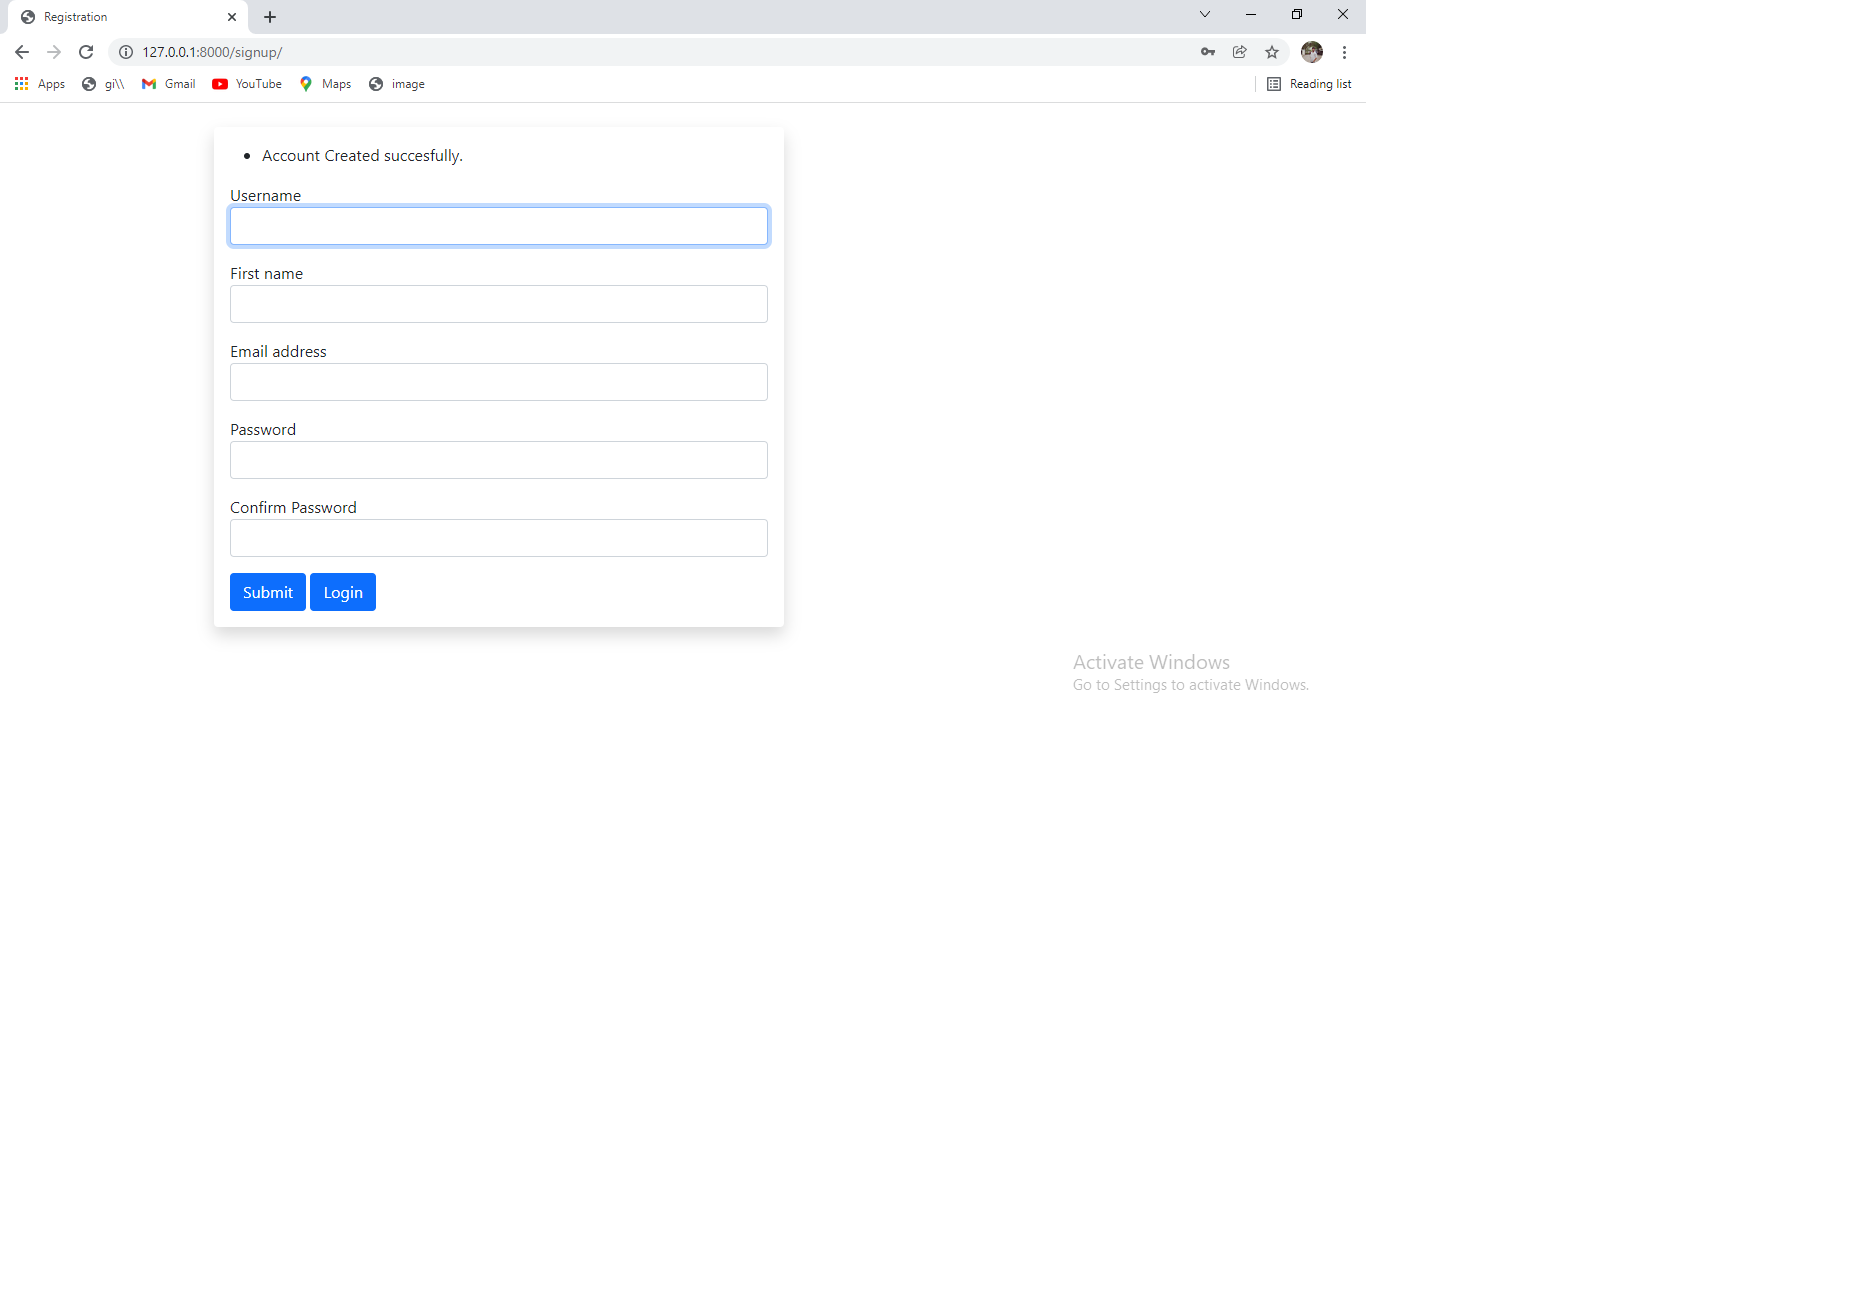 Registration
127.0.0.1:8000/signup/
Apps gi\\ Gmail YouTube Maps image Reading list
Account Created succesfully.
Username
First name
Email address
Password
Confirm Password
Submit Login
Activate Windows
Go to Settings to activate Windows.